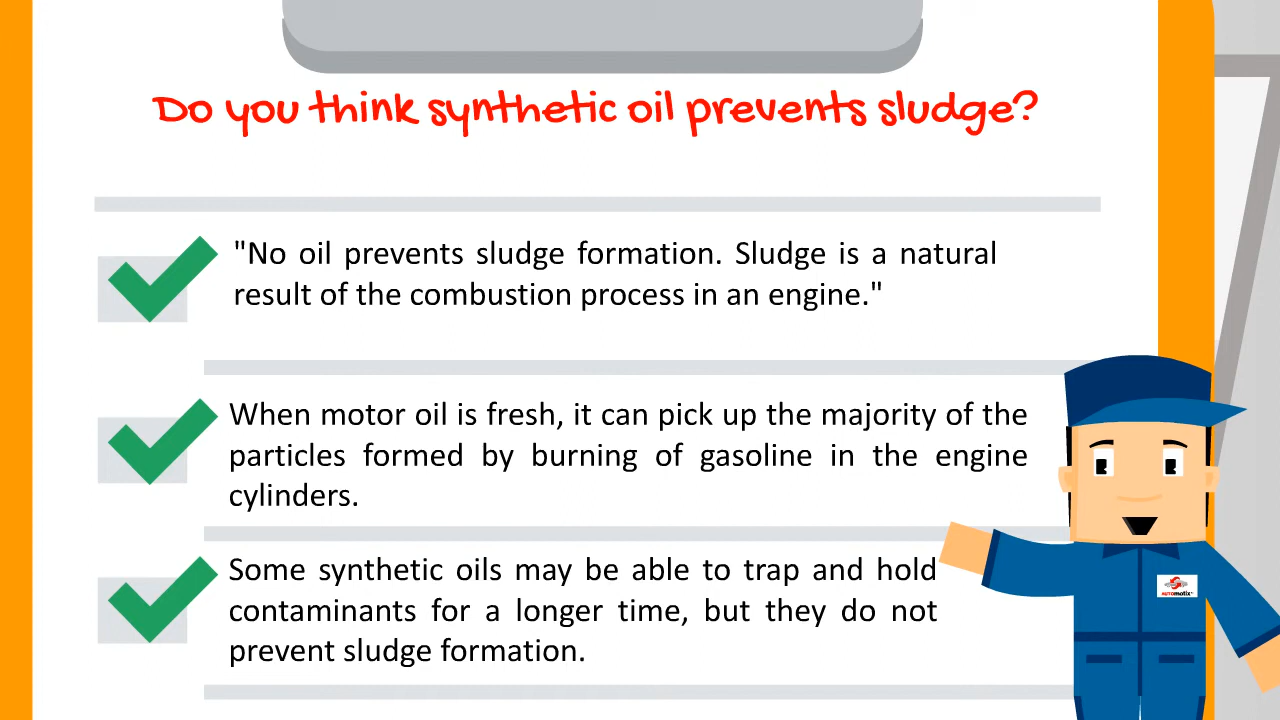 Do you think synthetic oil prevents sludge?
"No oil prevents sludge formation. Sludge is a natural
result of the combustion process in an engine."
When motor oil is fresh, it can pick up the majority of the
particles formed by burning of gasoline in the engine
cylinders.
Some synthetic oils may be able to trap and hold
contaminants for a longer time, but they do not
prevent sludge formation.
AUTOmotix